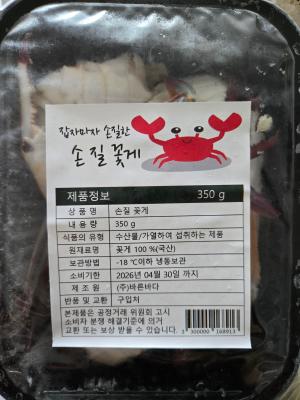 잡자마자 손질한
손질꽃게
제품정보 350 g
상 품 명 손질 꽃게
내 용 량 350 g
식품의 유형 수산물/가열하여 섭취하는 제품
원재료명 꽃게 100 %(국산)
보관방법 -18 ℃이하 냉동보관
소비기한 2026년 04월 30일 까지
제 조 원 (주)바른바다
반품 및 교환 구입처
본제품은 공정거래 위원회 고시
소비자 분쟁 해결기준에 의거
교환 또는 보상 받을 수 있습니다.
3 300000 168913